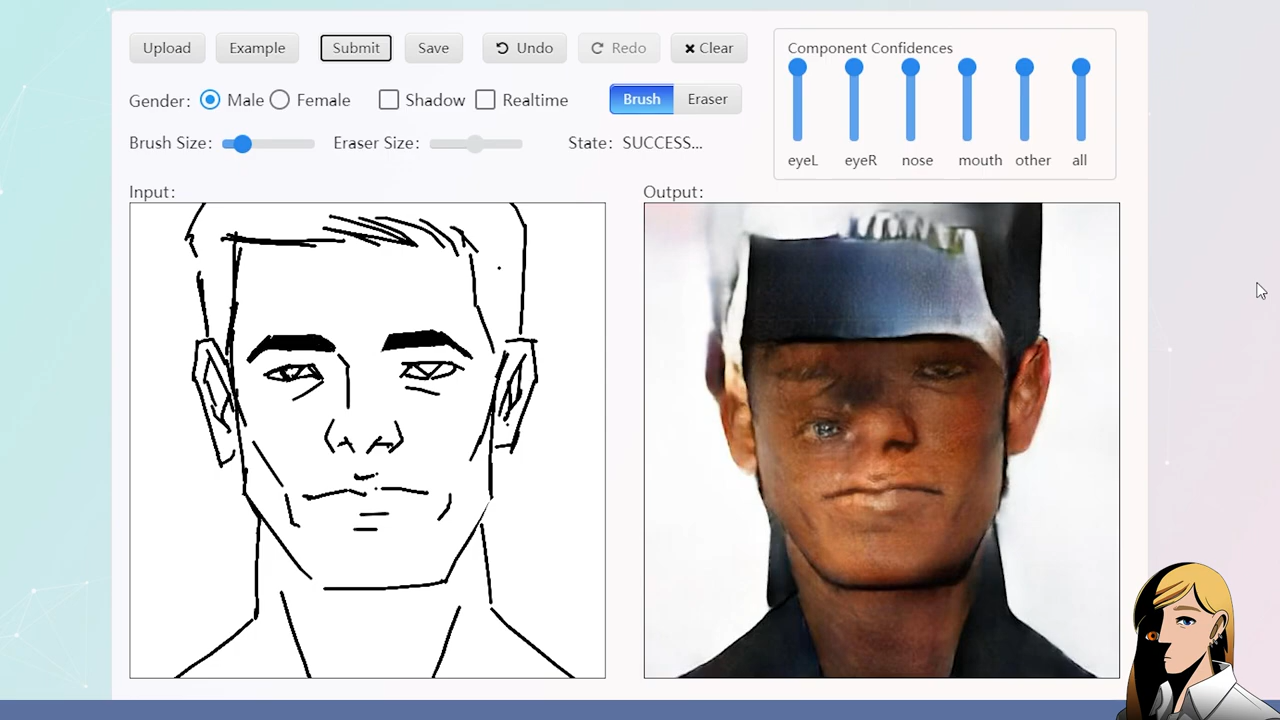 Upload Example Submit Save Undo Redo Clear
Component Confidences
Gender: Male Female Shadow Realtime Brush Eraser
Brush Size: Eraser Size: State: SUCCESS...
eyeL eyeR nose mouth other all
Input: Output: